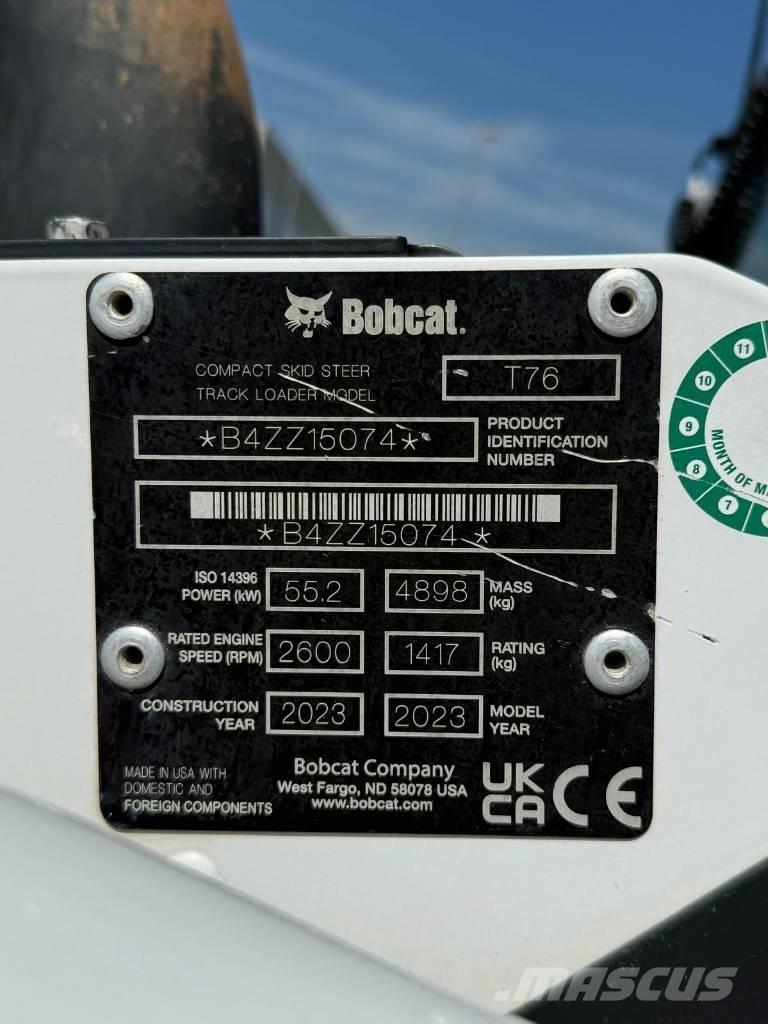 Bobcat.
COMPACT SKID STEER
TRACK LOADER MODEL
T76
*B4ZZ15074*
PRODUCT
IDENTIFICATION
NUMBER
*B4ZZ15074*
ISO 14396
POWER (kW)
55.2
4898
MASS
(kg)
RATED ENGINE
SPEED (RPM)
2600
1417
RATING
(kg)
CONSTRUCTION
YEAR
2023
2023
MODEL
YEAR
MADE IN USA WITH
DOMESTIC AND
FOREIGN COMPONENTS
Bobcat Company
West Fargo, ND 58078 USA
www.bobcat.com
UK
CA
CE
11
10
9
8
7
MONTH OF
MASCUS